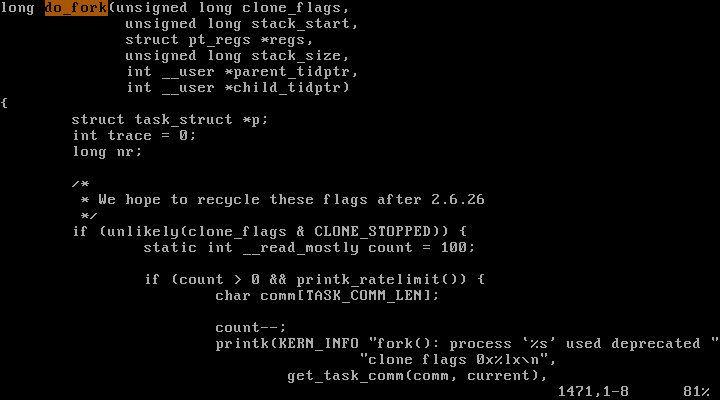 long do_fork(unsigned long clone_flags,
unsigned long stack_start,
struct pt_regs *regs,
unsigned long stack_size,
int __user *parent_tidptr,
int __user *child_tidptr)
{
struct task_struct *p;
int trace = 0;
long nr;
/*
* We hope to recycle these flags after 2.6.26
*/
if (unlikely(clone_flags & CLONE_STOPPED)) {
static int __read_mostly count = 100;
if (count > 0 && printk_ratelimit()) {
char comm[TASK_COMM_LEN];
count--;
printk(KERN_INFO "fork(): process `%s' used deprecated "
"clone flags 0x%lx\n",
get_task_comm(comm, current),
1471,1-8 81%